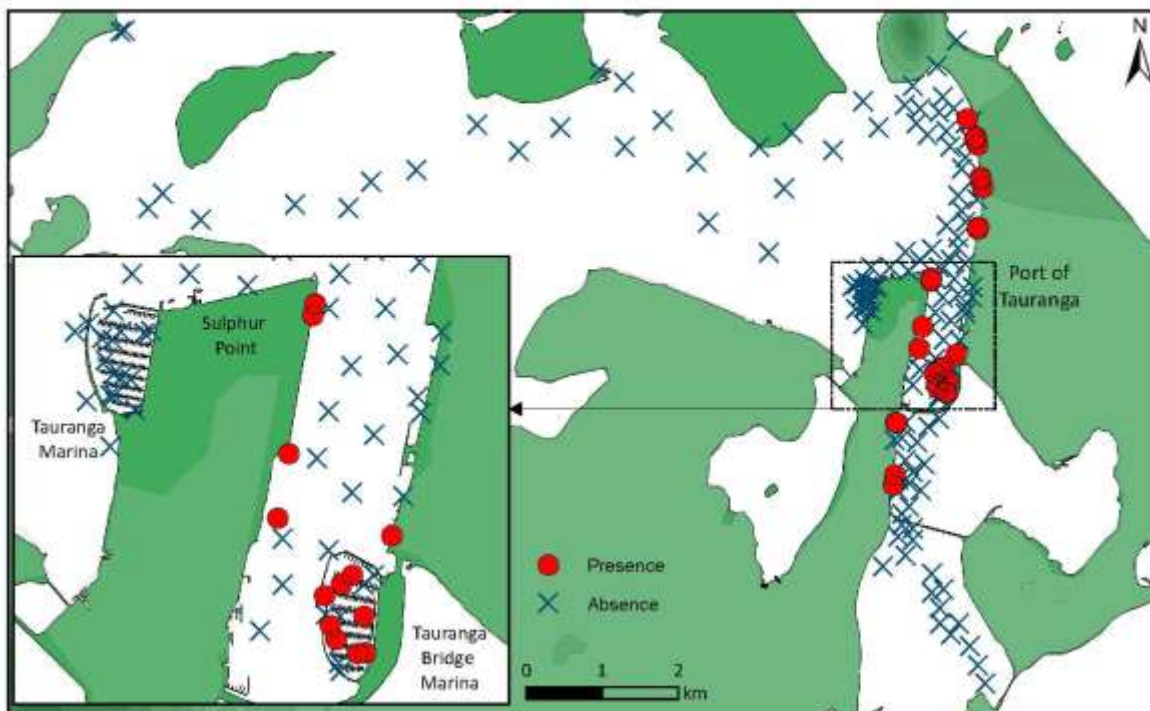 N
Port of
Tauranga
Sulphur
Point
Tauranga
Marina
Presence
Absence
Tauranga
Bridge
Marina
0 1 2
km